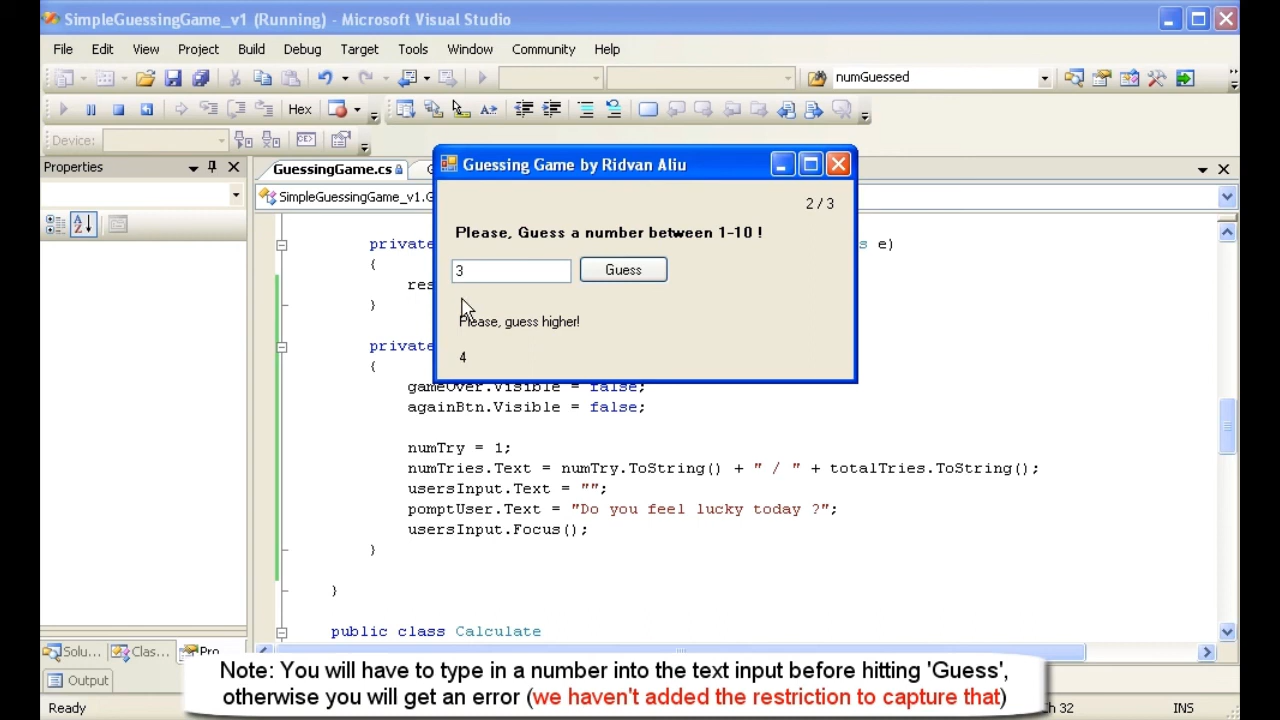 SimpleGuessingGame_v1 (Running) - Microsoft Visual Studio
File Edit View Project Build Debug Target Tools Window Community Help
numGuessed
Hex
Device:
Properties
GuessingGame.cs
SimpleGuessingGame_v1.G
Guessing Game by Ridvan Aliu
2 / 3
Please, Guess a number between 1-10 !
3
Guess
Please, guess higher!
4
private s e)
{
res
}
private
{
gameOver.Visible = false;
againBtn.Visible = false;
numTry = 1;
numTries.Text = numTry.ToString() + " / " + totalTries.ToString();
usersInput.Text = "";
pomptUser.Text = "Do you feel lucky today ?";
usersInput.Focus();
}
}
public class Calculate
Solu... Clas... Pro...
Output
Note: You will have to type in a number into the text input before hitting 'Guess',
otherwise you will get an error (we haven't added the restriction to capture that)
Ready Ch 32 INS